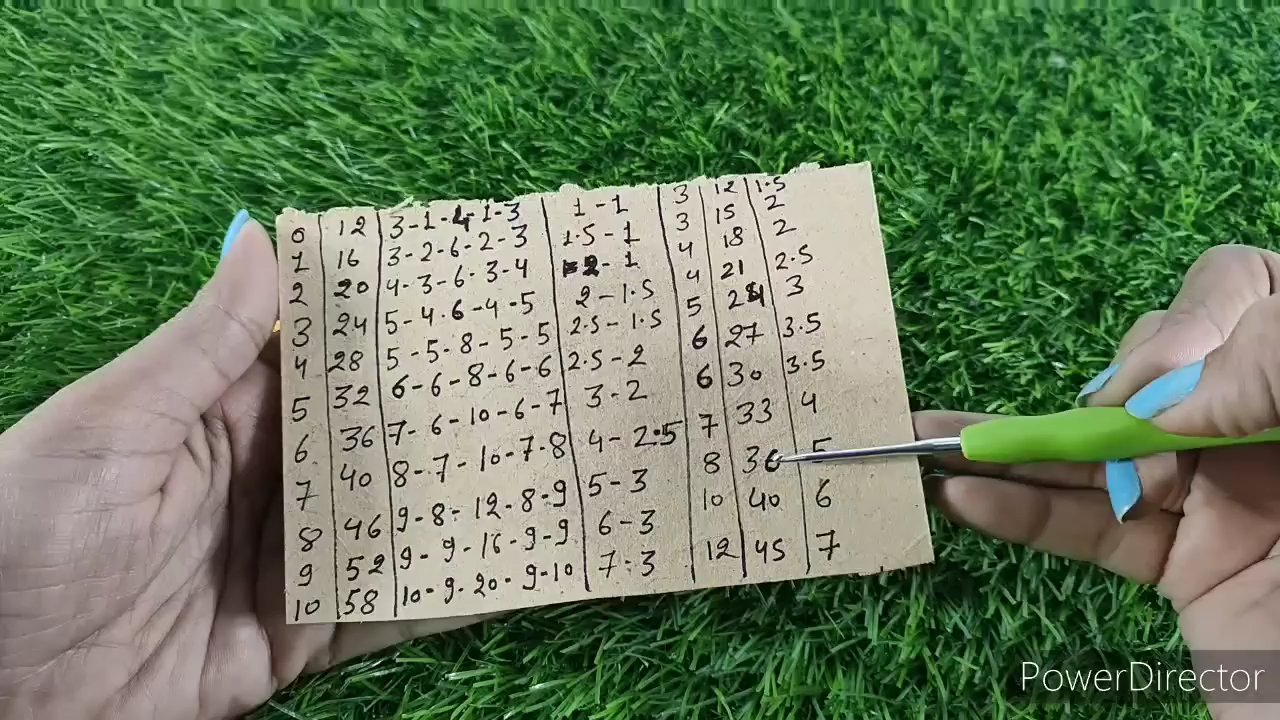 0 12 3-1-4-1-3 1-1 3 12 1.5
1 16 3-2-6-2-3 1.5-1 3 15 2
2 20 4-3-6-3-4 2-1 4 18 2
3 24 5-4-6-4-5 2-1.5 4 21 2.5
4 28 5-5-8-5-5 2.5-1.5 5 24 3
5 32 6-6-8-6-6 2.5-2 6 27 3.5
6 36 7-6-10-6-7 3-2 6 30 3.5
7 40 8-7-10-7-8 4-2.5 7 33 4
8 46 9-8-12-8-9 5-3 8 36 5
9 52 9-9-16-9-9 6-3 10 40 6
10 58 10-9-20-9-10 7-3 12 45 7
PowerDirector